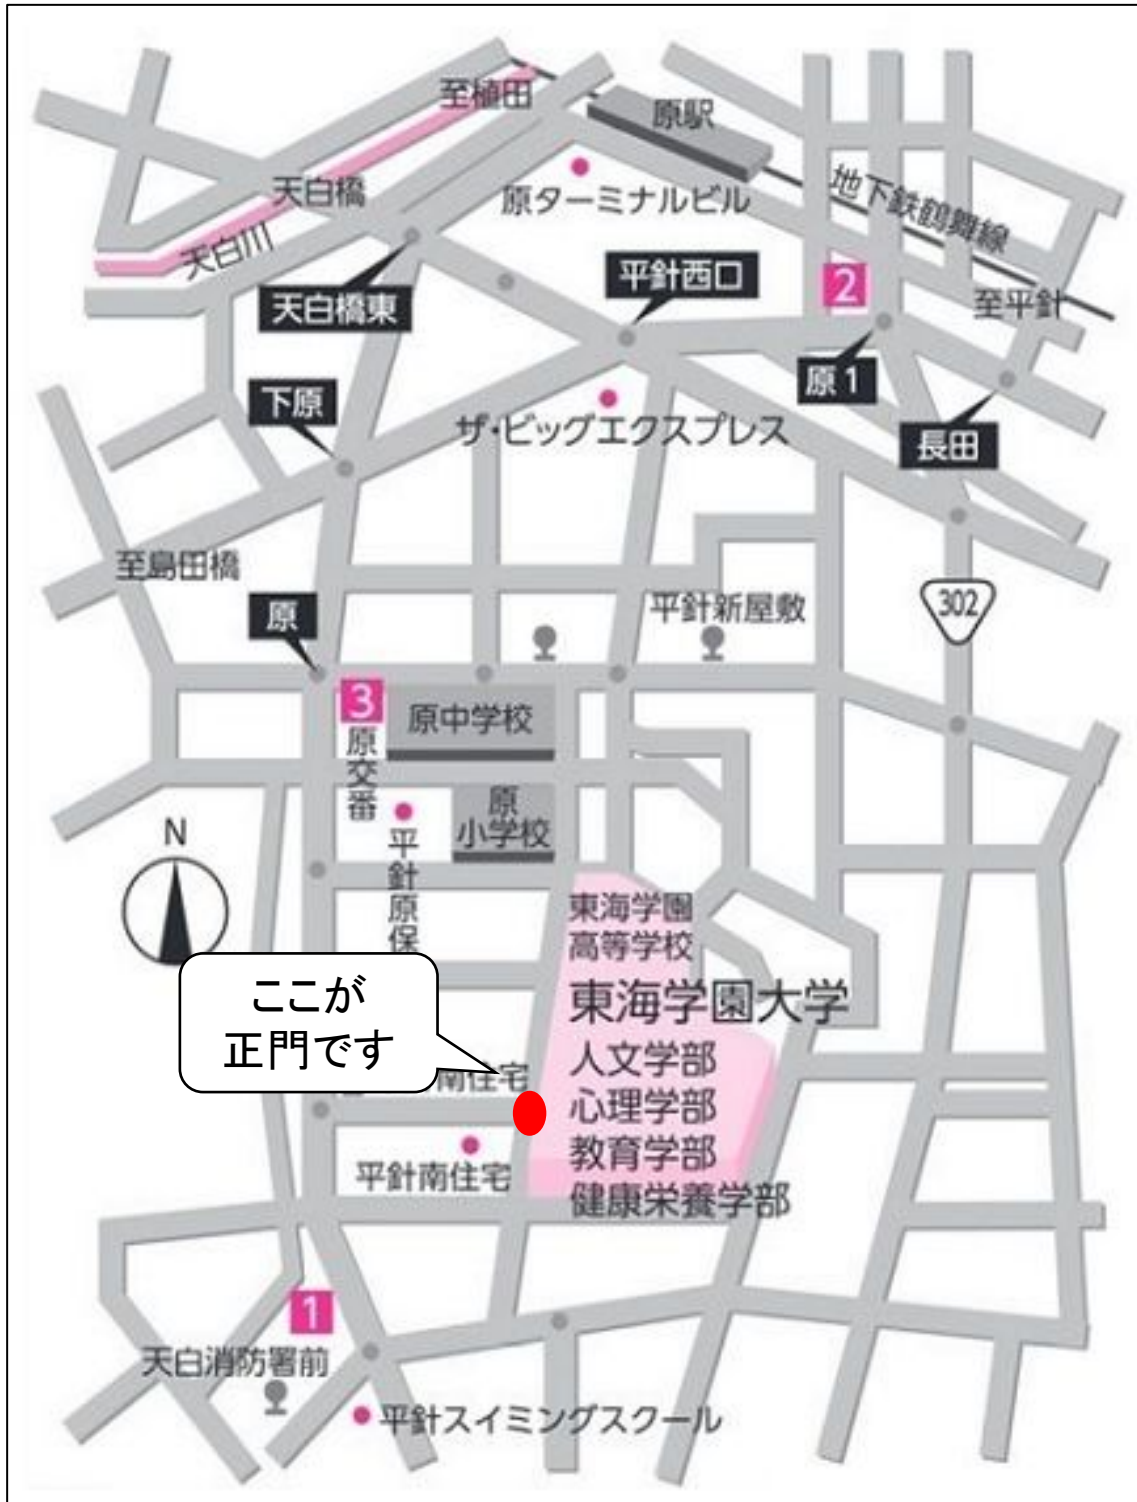 至植田
原駅
天白橋
原ターミナルビル
地下鉄鶴舞線
天白川
天白橋東
平針西口
2
至平針
原1
下原
ザ・ビッグエクスプレス
長田
至島田橋
原
平針新屋敷
302
3
原中学校
原交番
原
小学校
N
平針原保
東海学園
高等学校
東海学園大学
人文学部
心理学部
教育学部
健康栄養学部
ここが
正門です
南住宅
平針南住宅
1
天白消防署前
平針スイミングスクール